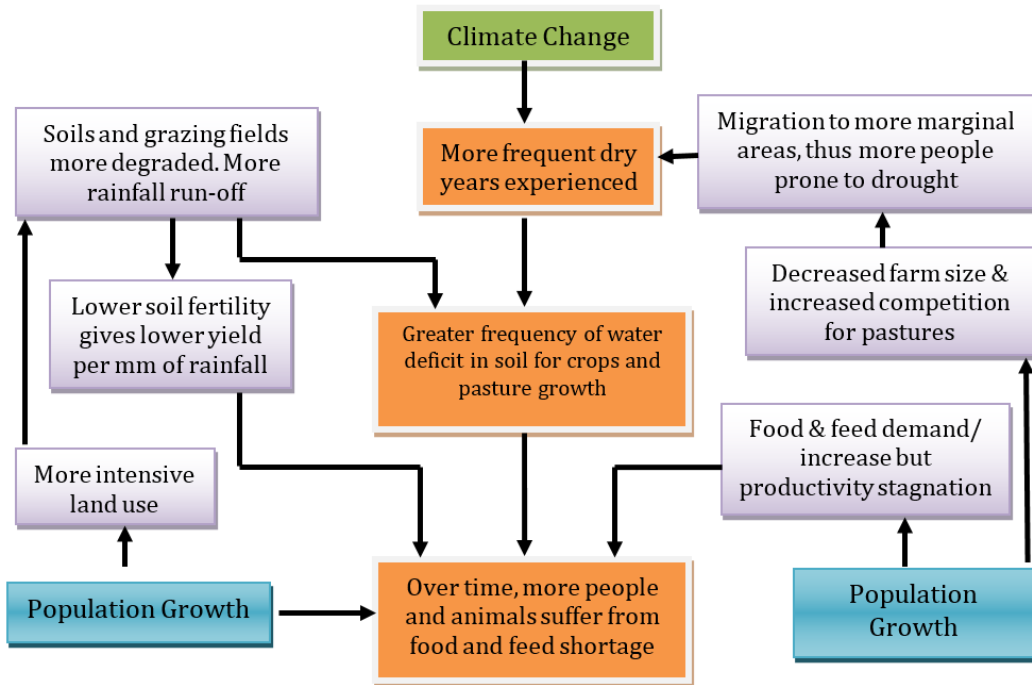 Climate Change
Soils and grazing fields
more degraded. More
rainfall run-off
More frequent dry
years experienced
Migration to more marginal
areas, thus more people
prone to drought
Lower soil fertility
gives lower yield
per mm of rainfall
Greater frequency of water
deficit in soil for crops and
pasture growth
Decreased farm size &
increased competition
for pastures
More intensive
land use
Food & feed demand/
increase but
productivity stagnation
Population Growth
Over time, more people
and animals suffer from
food and feed shortage
Population
Growth